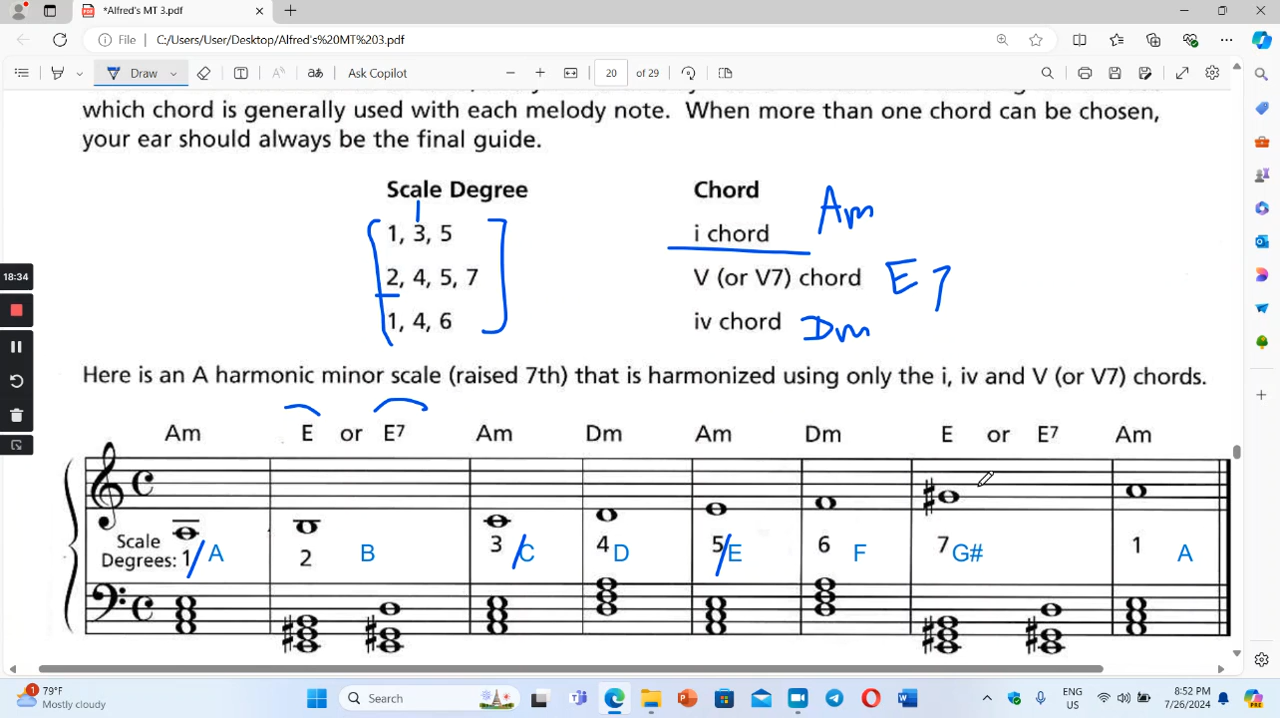 *Alfred's MT 3.pdf
File C:/Users/User/Desktop/Alfred's%20MT%203.pdf
Draw Ask Copilot 20 of 29
which chord is generally used with each melody note. When more than one chord can be chosen,
your ear should always be the final guide.
Scale Degree Chord
1, 3, 5 i chord Am
2, 4, 5, 7 V (or V7) chord E7
1, 4, 6 iv chord Dm
18:34
Here is an A harmonic minor scale (raised 7th) that is harmonized using only the i, iv and V (or V7) chords.
Am E or E7 Am Dm Am Dm E or E7 Am
Scale
Degrees: 1 A 2 B 3 C 4 D 5 E 6 F 7 G# 1 A
1 79°F
Mostly cloudy
Search
ENG
US
8:52 PM
7/26/2024